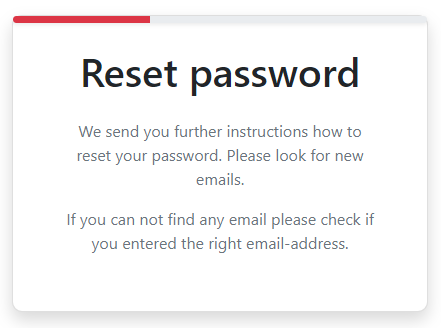 Reset password
We send you further instructions how to
reset your password. Please look for new
emails.
If you can not find any email please check if
you entered the right email-address.